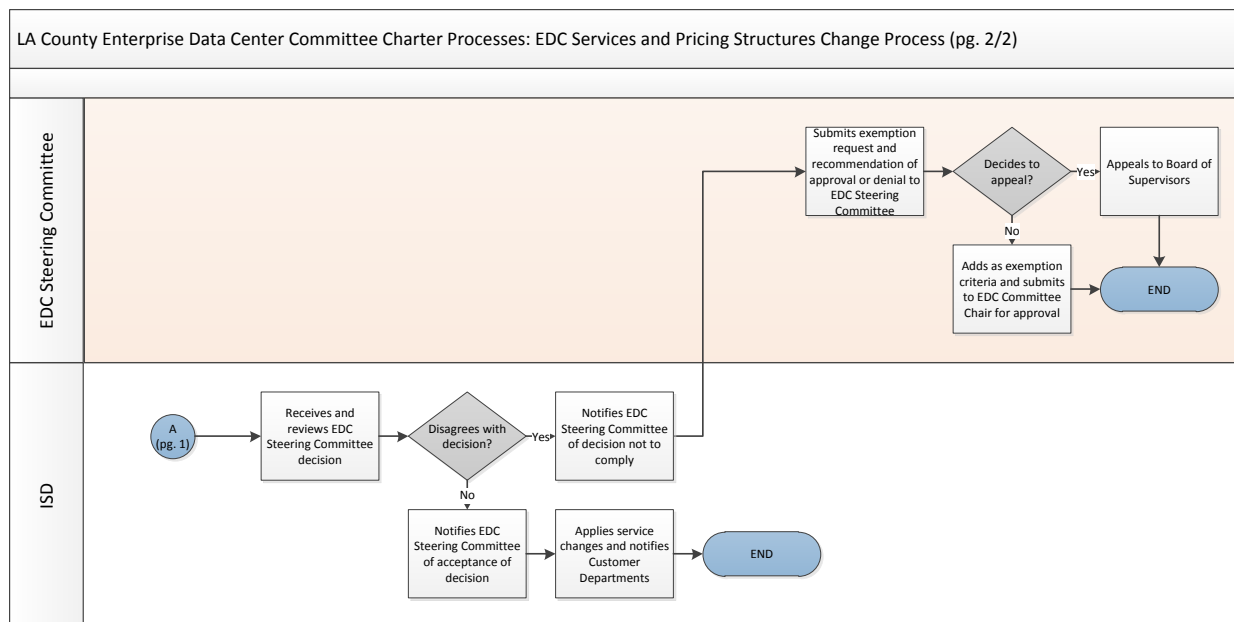 LA County Enterprise Data Center Committee Charter Processes: EDC Services and Pricing Structures Change Process (pg. 2/2)
EDC Steering Committee
Submits exemption
request and
recommendation of
approval or denial to
EDC Steering
Committee
Decides to
appeal?
Yes
Appeals to Board of
Supervisors
No
Adds as exemption
criteria and submits
to EDC Committee
Chair for approval
END
ISD
A
(pg. 1)
Receives and
reviews EDC
Steering Committee
decision
Disagrees with
decision?
Yes
Notifies EDC
Steering Committee
of decision not to
comply
No
Notifies EDC
Steering Committee
of acceptance of
decision
Applies service
changes and notifies
Customer
Departments
END